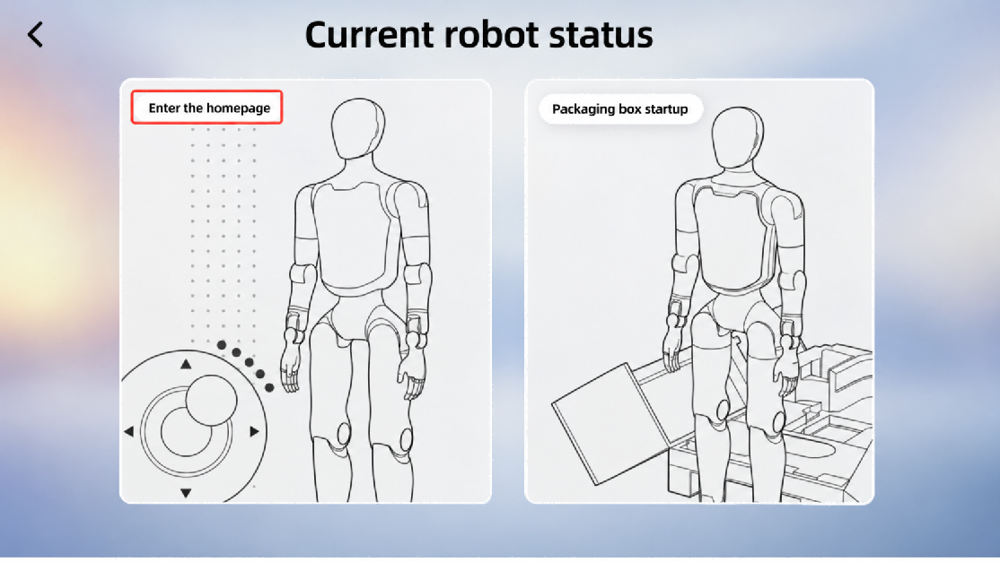 Current robot status
Enter the homepage
Packaging box startup